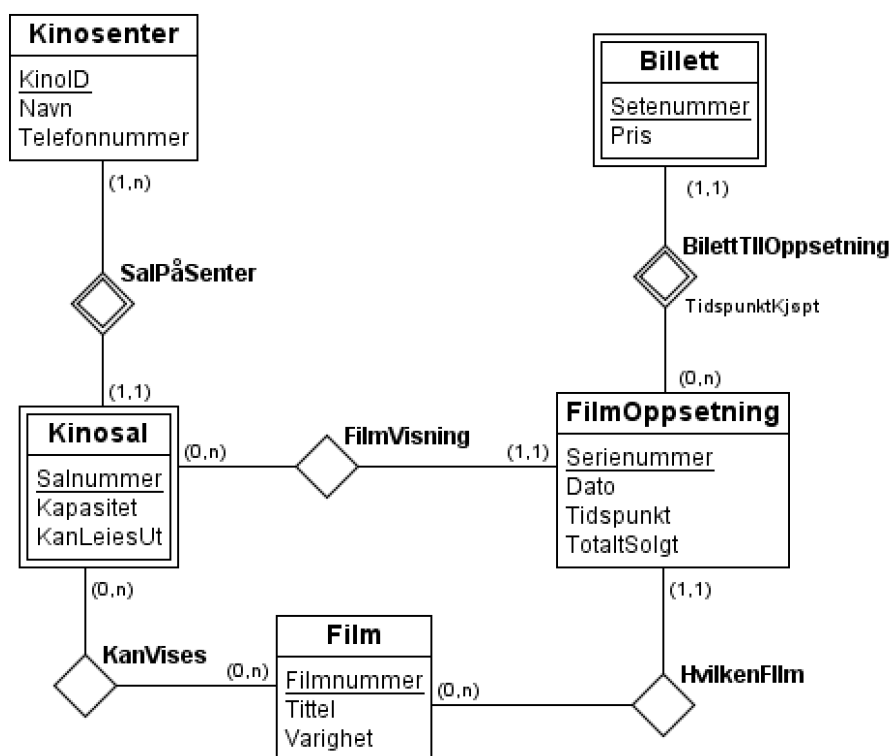 Kinosenter
KinoID
Navn
Telefonnummer
(1,n)
SalPåSenter
(1,1)
Billett
Setenummer
Pris
(1,1)
BilettTIlOppsetning
TidspunktKjøpt
(0,n)
Kinosal
Salnummer
Kapasitet
KanLeiesUt
(0,n)
FilmVisning
(1,1)
FilmOppsetning
Serienummer
Dato
Tidspunkt
TotaltSolgt
(0,n)
KanVises
(0,n)
Film
Filmnummer
Tittel
Varighet
(0,n)
(1,1)
HvilkenFIlm